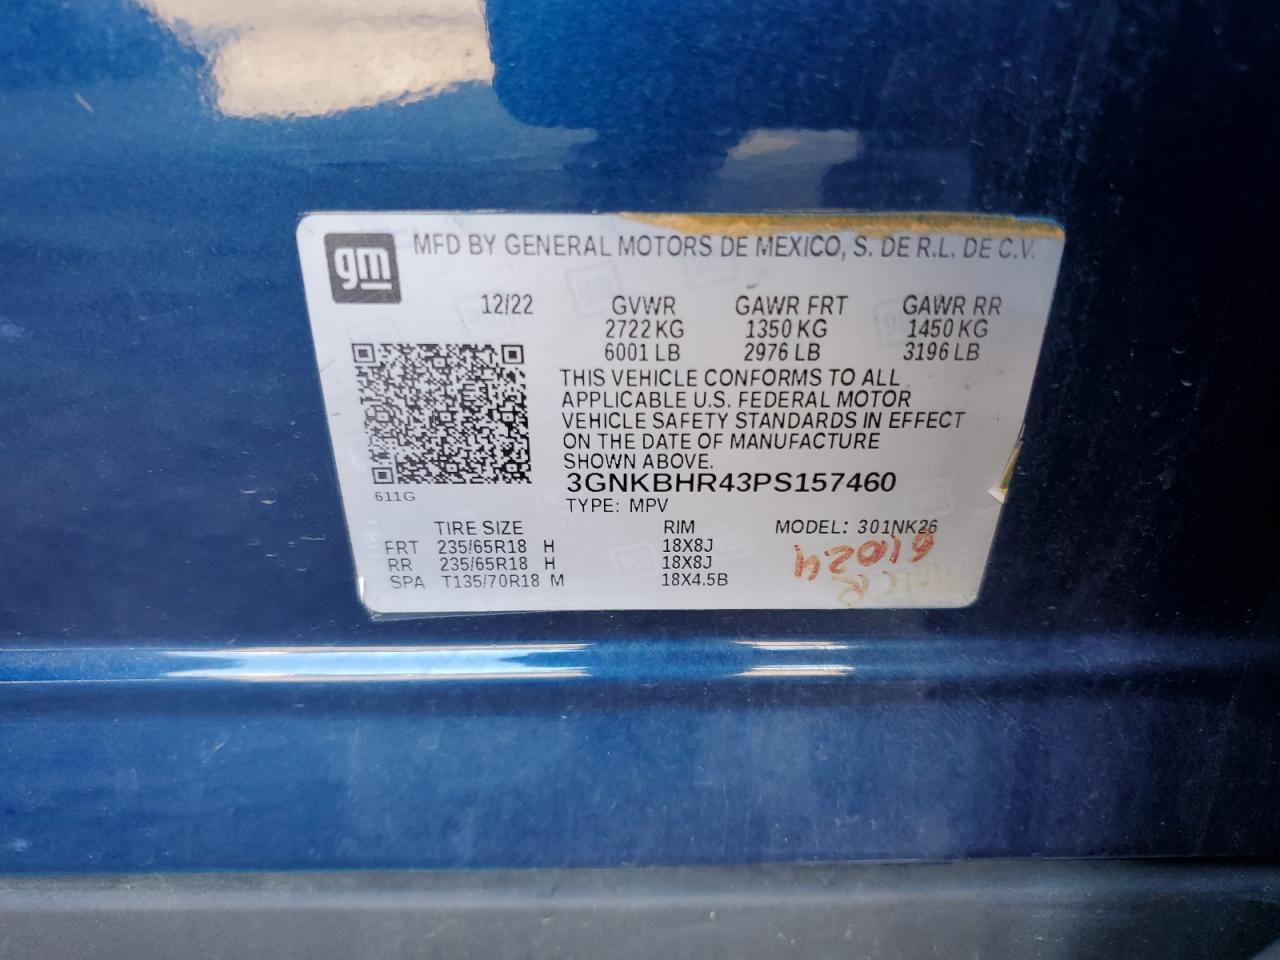 gm
MFD BY GENERAL MOTORS DE MEXICO, S. DE R.L. DE C.V.
12/22 GVWR GAWR FRT GAWR RR
2722 KG 1350 KG 1450 KG
6001 LB 2976 LB 3196 LB
THIS VEHICLE CONFORMS TO ALL
APPLICABLE U.S. FEDERAL MOTOR
VEHICLE SAFETY STANDARDS IN EFFECT
ON THE DATE OF MANUFACTURE
SHOWN ABOVE.
3GNKBHR43PS157460
611G
TYPE: MPV
TIRE SIZE RIM MODEL: 301NK26
FRT 235/65R18 H 18X8J
RR 235/65R18 H 18X8J
SPA T135/70R18 M 18X4.5B